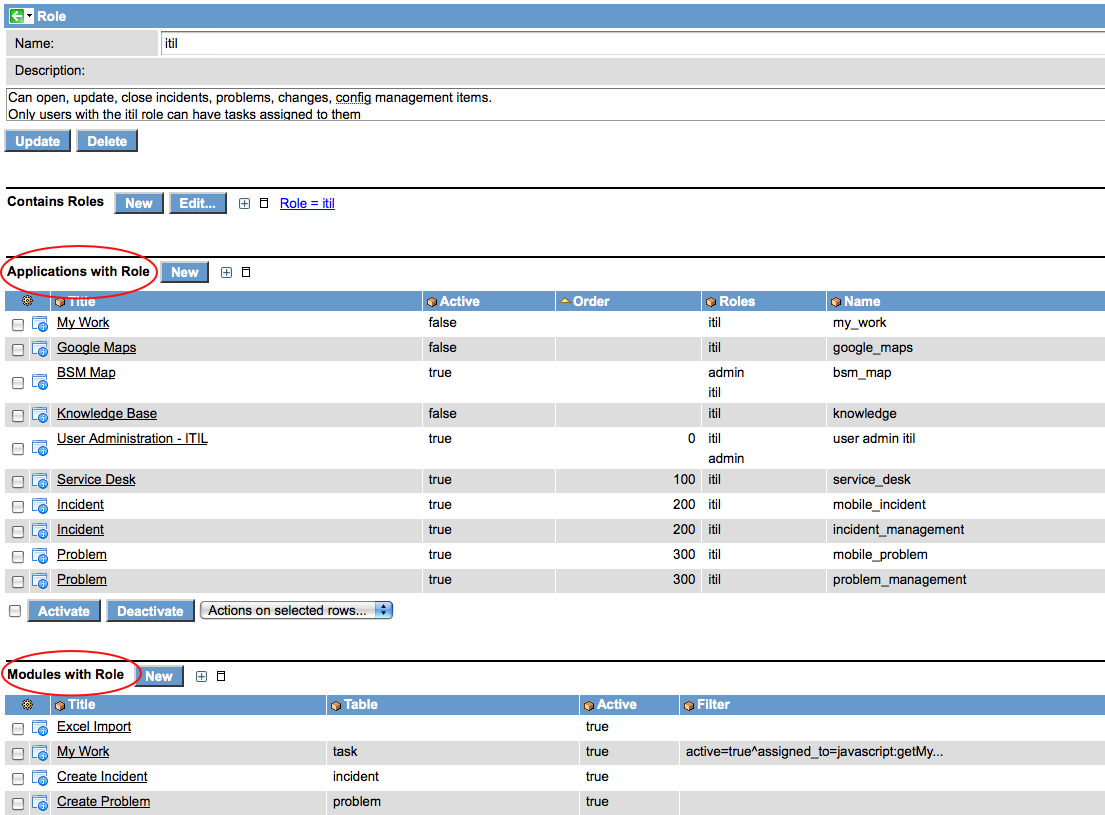 Role
Name: itil
Description:
Can open, update, close incidents, problems, changes, config management items.
Only users with the itil role can have tasks assigned to them
Update Delete
Contains Roles New Edit... Role = itil
Applications with Role New
Title Active Order Roles Name
My Work false itil my_work
Google Maps false itil google_maps
BSM Map true admin bsm_map
itil
Knowledge Base false itil knowledge
User Administration - ITIL true 0 itil user admin itil
admin
Service Desk true 100 itil service_desk
Incident true 200 itil mobile_incident
Incident true 200 itil incident_management
Problem true 300 itil mobile_problem
Problem true 300 itil problem_management
Activate Deactivate Actions on selected rows...
Modules with Role New
Title Table Active Filter
Excel Import true
My Work task true active=true^assigned_to=javascript:getMy...
Create Incident incident true
Create Problem problem true